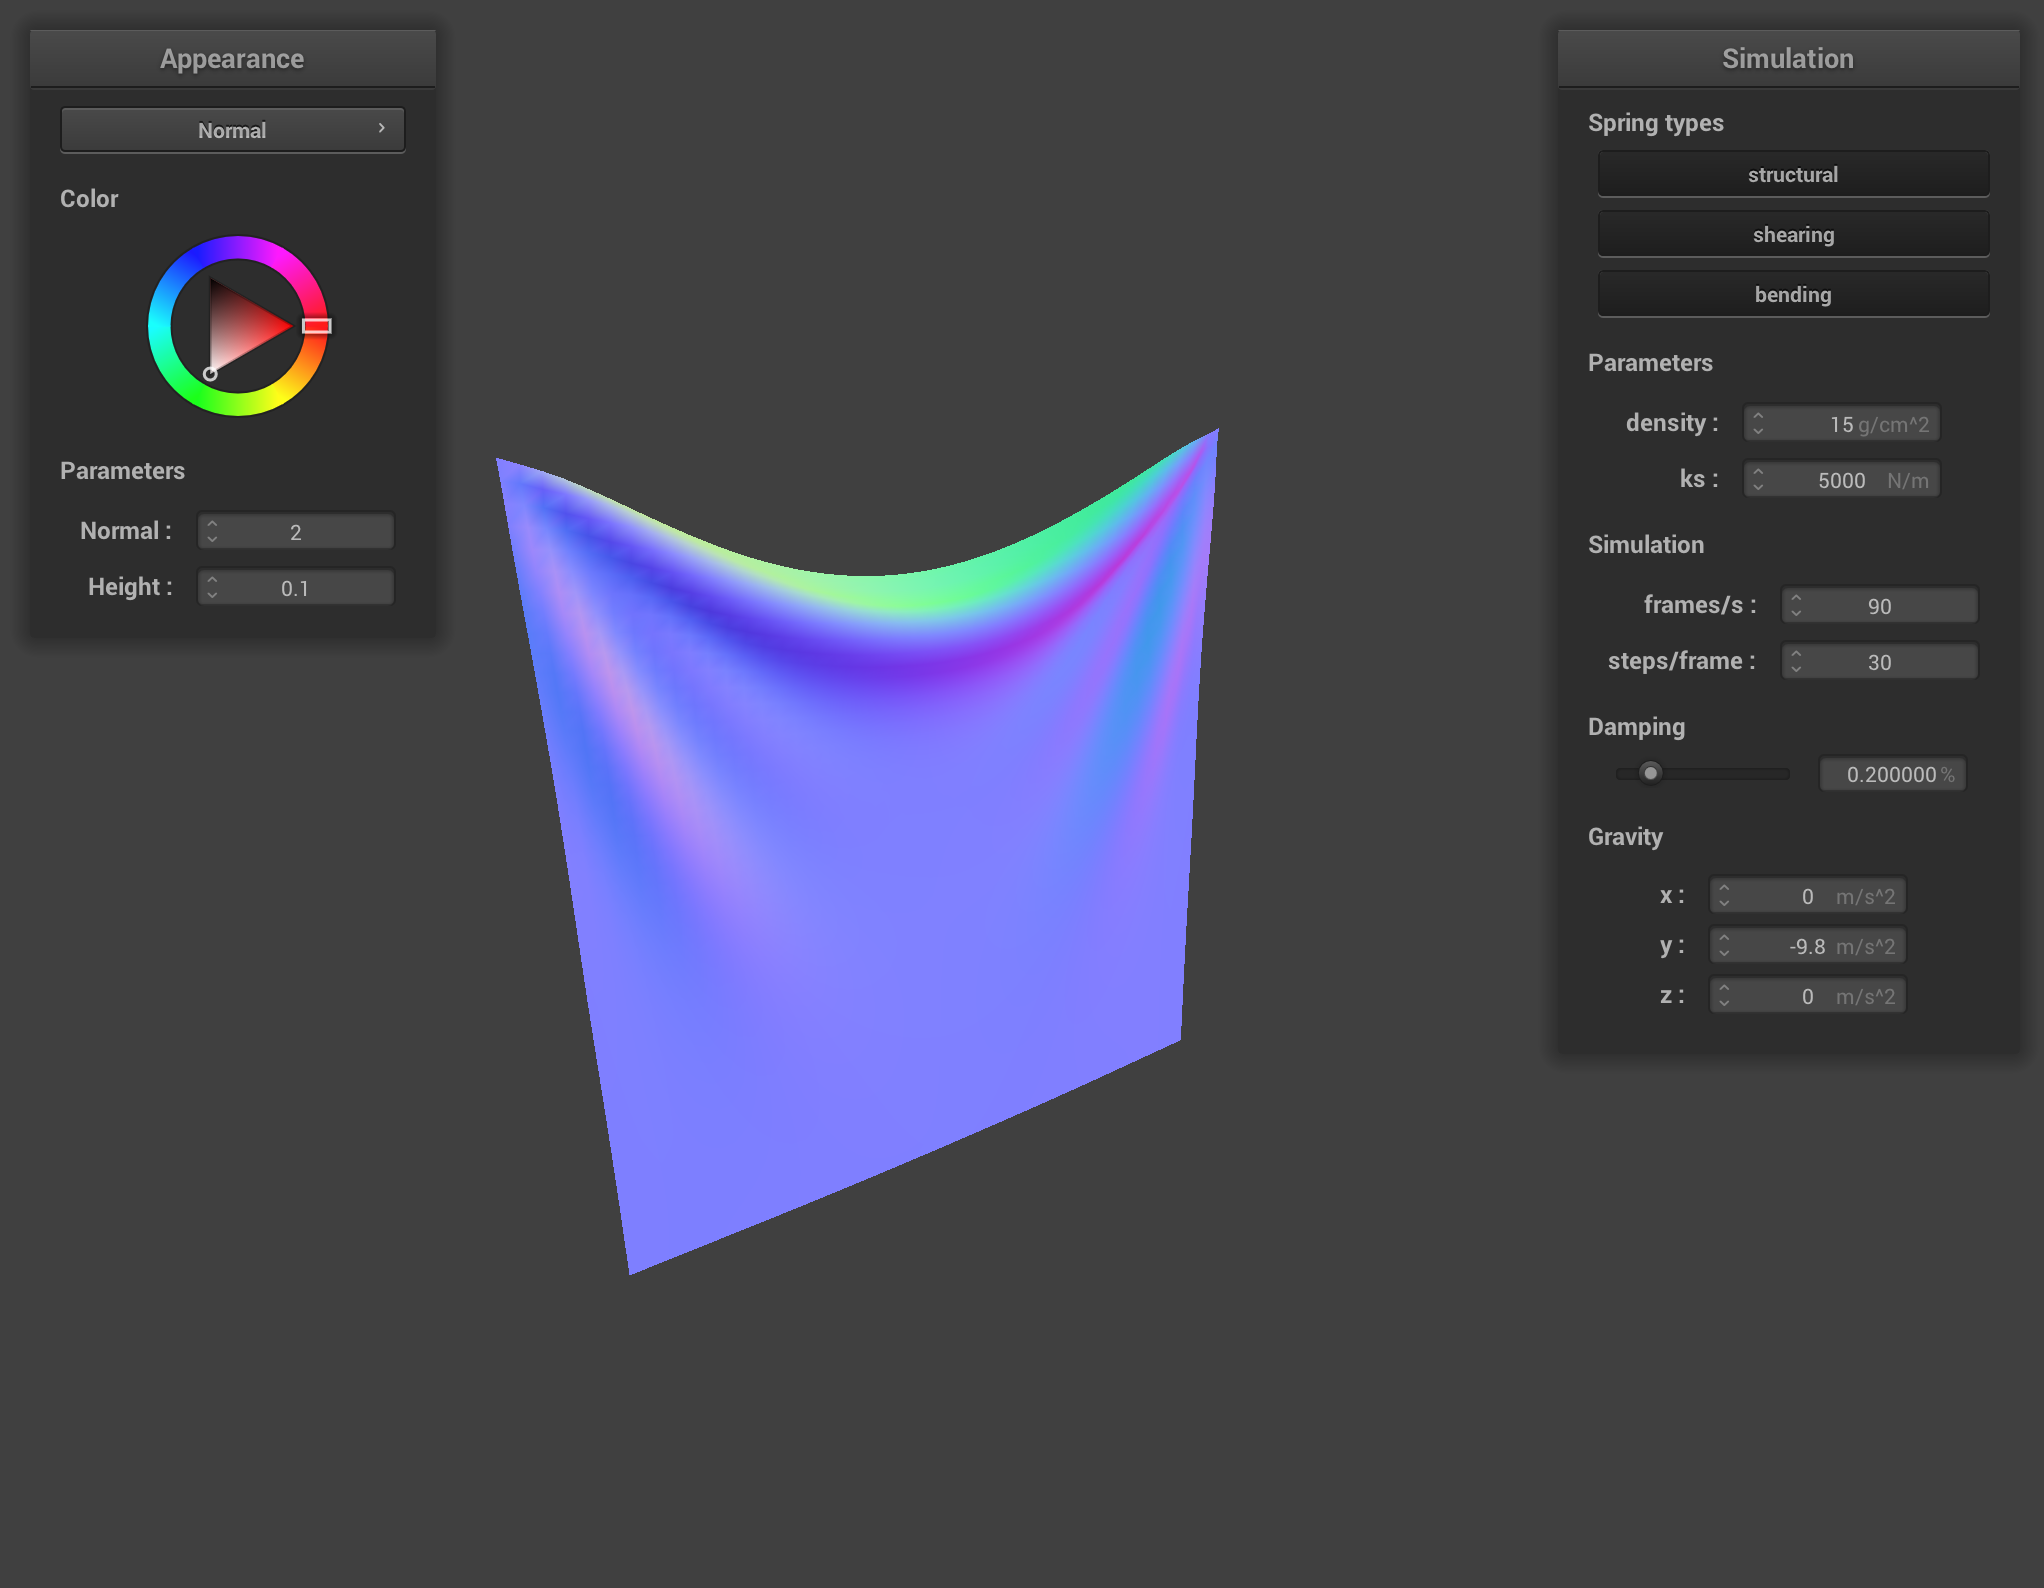 Appearance
Normal
Color
Parameters
Normal : 2
Height : 0.1
Simulation
Spring types
structural
shearing
bending
Parameters
density : 15 g/cm^2
ks : 5000 N/m
Simulation
frames/s : 90
steps/frame : 30
Damping
0.200000 %
Gravity
x : 0 m/s^2
y : -9.8 m/s^2
z : 0 m/s^2